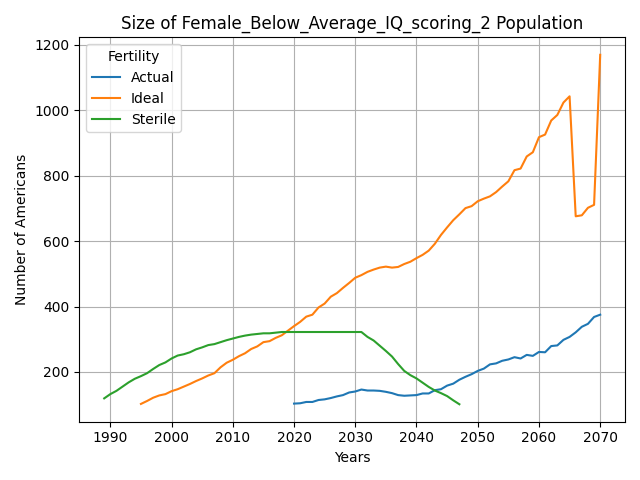 Size of Female_Below_Average_IQ_scoring_2 Population
Fertility
Actual
Ideal
Sterile
Number of Americans
1200
1000
800
600
400
200
1990 2000 2010 2020 2030 2040 2050 2060 2070
Years